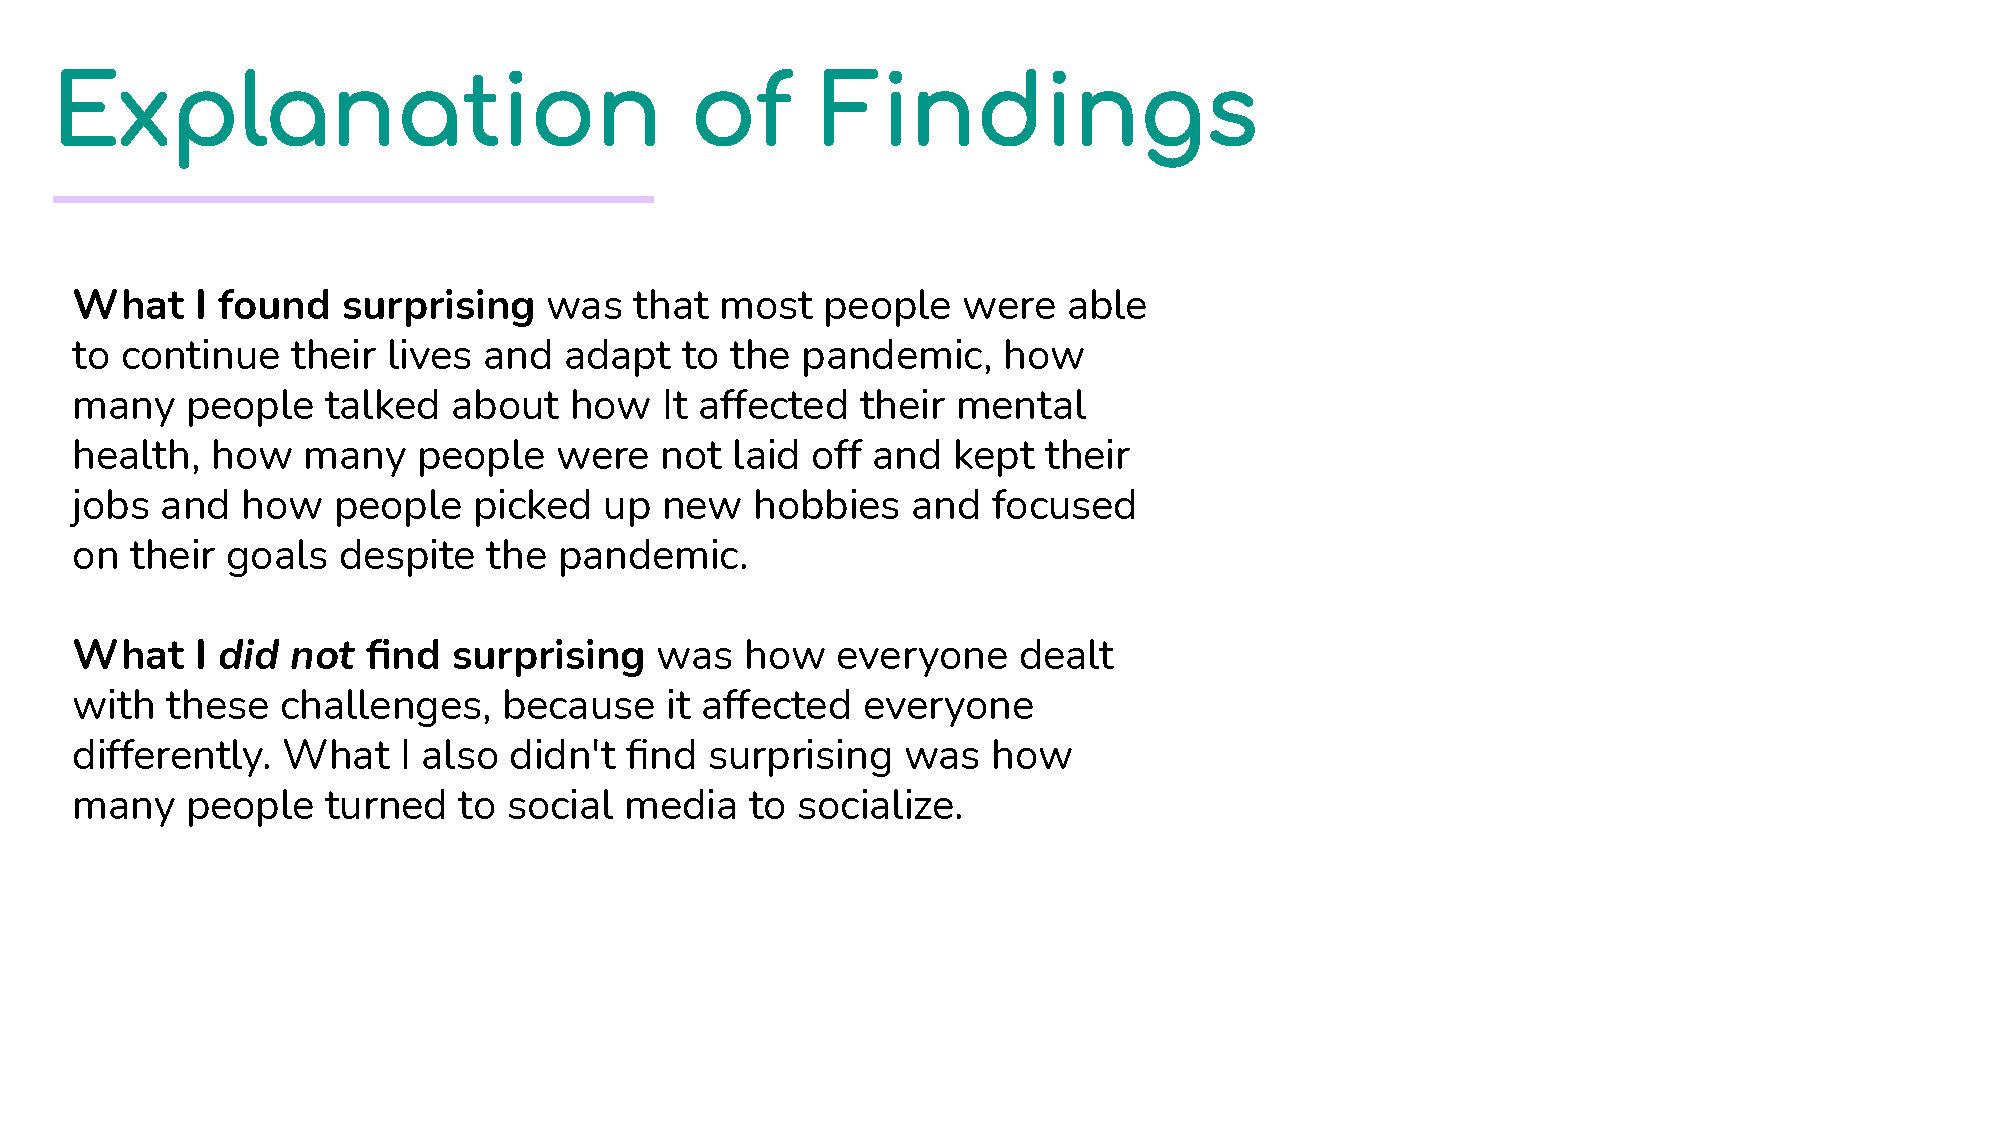 Explanation of Findings
What I found surprising was that most people were able
to continue their lives and adapt to the pandemic, how
many people talked about how It affected their mental
health, how many people were not laid off and kept their
jobs and how people picked up new hobbies and focused
on their goals despite the pandemic.
What I did not find surprising was how everyone dealt
with these challenges, because it affected everyone
differently. What I also didn't find surprising was how
many people turned to social media to socialize.